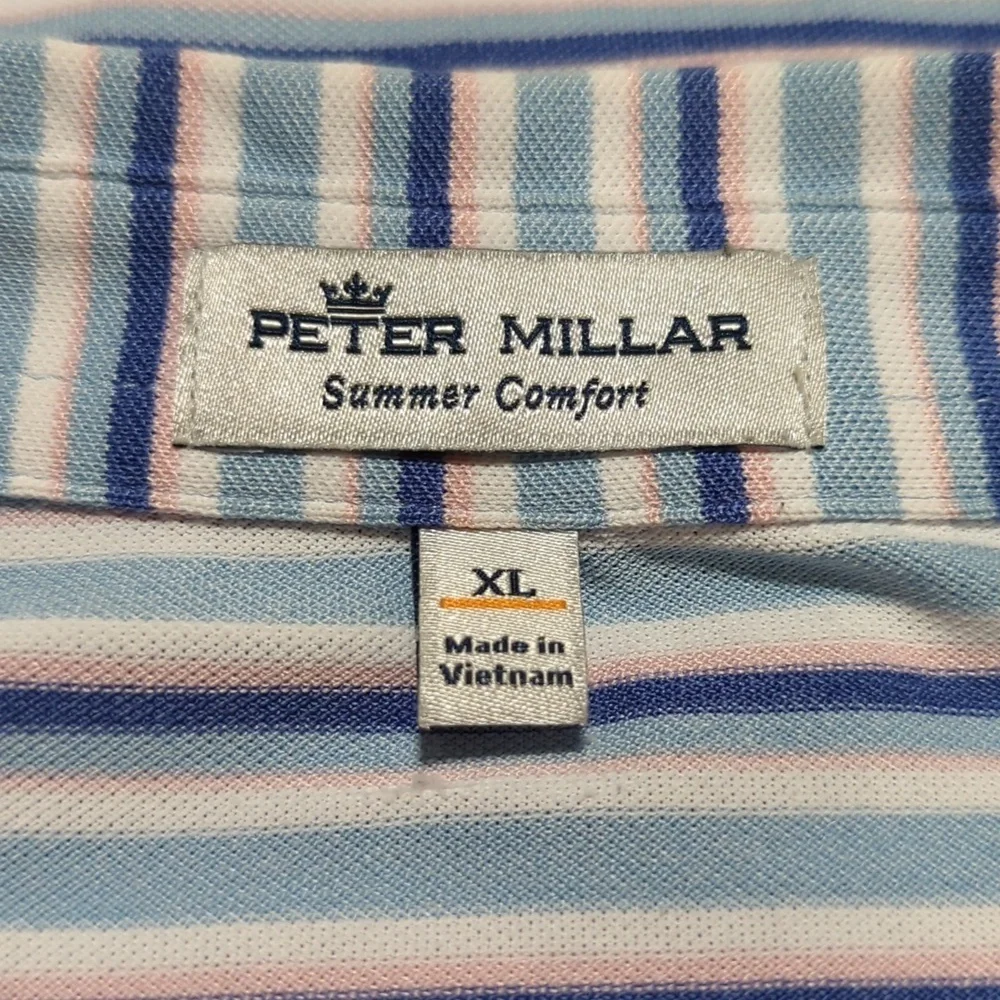 PETER MILLAR
Summer Comfort
XL
Made in
Vietnam